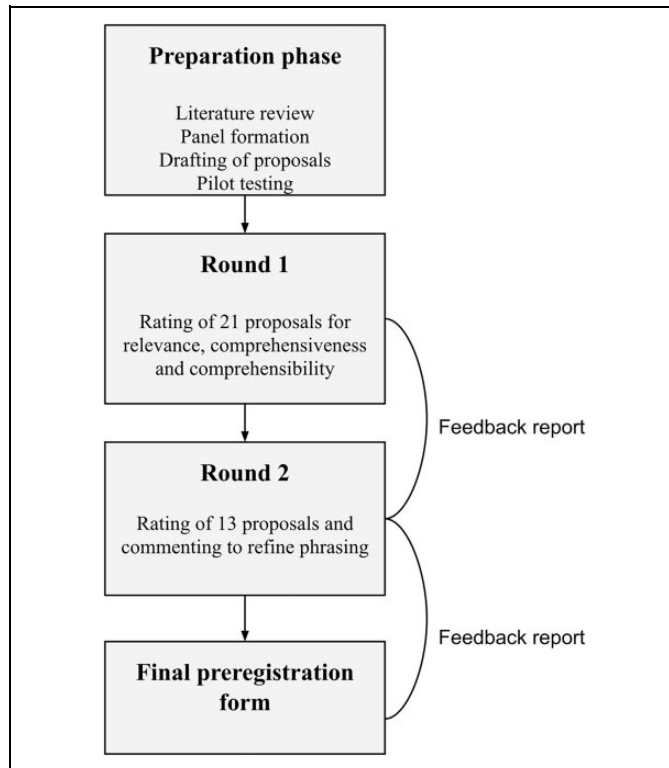 Preparation phase
Literature review
Panel formation
Drafting of proposals
Pilot testing
Round 1
Rating of 21 proposals for
relevance, comprehensiveness
and comprehensibility
Feedback report
Round 2
Rating of 13 proposals and
commenting to refine phrasing
Feedback report
Final preregistration
form